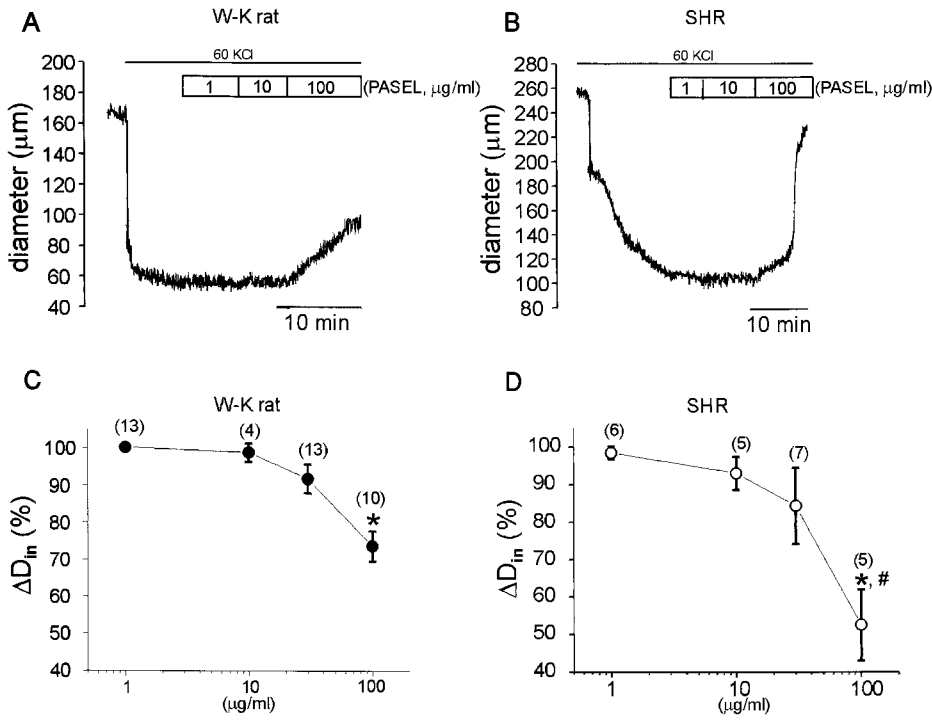 A
W-K rat
60 KCl
1 10 100 (PASEL, μg/ml)
diameter (μm)
200
180
160
140
120
100
80
60
40
10 min
B
SHR
60 KCl
1 10 100 (PASEL, μg/ml)
diameter (μm)
280
260
240
220
200
180
160
140
120
100
80
10 min
C
W-K rat
(13)
(4)
(13)
(10)
*
ΔDin (%)
100
90
80
70
60
50
40
1 10 100
(μg/ml)
D
SHR
(6)
(5)
(7)
(5)
*, #
ΔDin (%)
100
90
80
70
60
50
40
1 10 100
(μg/ml)